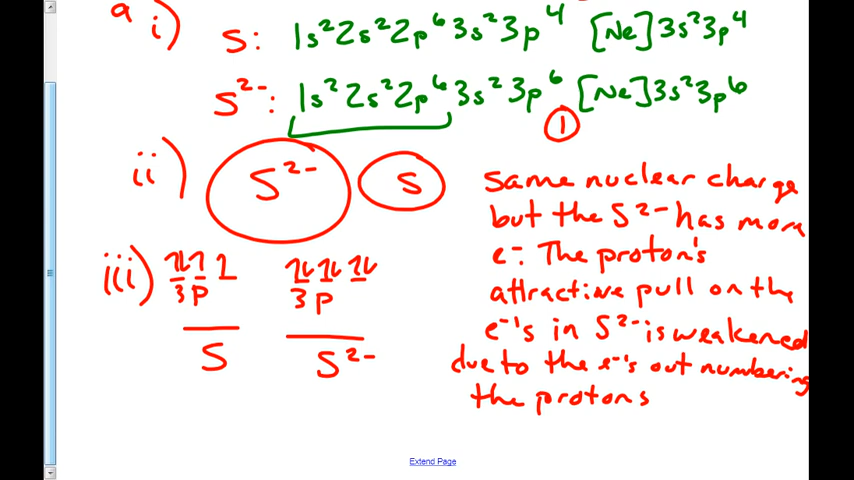 a i) S: 1s²2s²2p⁶3s²3p⁴ [Ne]3s²3p⁴
S²⁻: 1s²2s²2p⁶3s²3p⁶ [Ne]3s²3p⁶
1
ii) S²⁻ S
same nuclear charge
but the S²⁻ has more
e⁻. The proton's
attractive pull on the
e⁻'s in S²⁻ is weakened
due to the e⁻'s out numbering
the protons
iii) ⥮ ↿ ↿ ⥮ ⥮ ⥮
3p 3p
S S²⁻
Extend Page